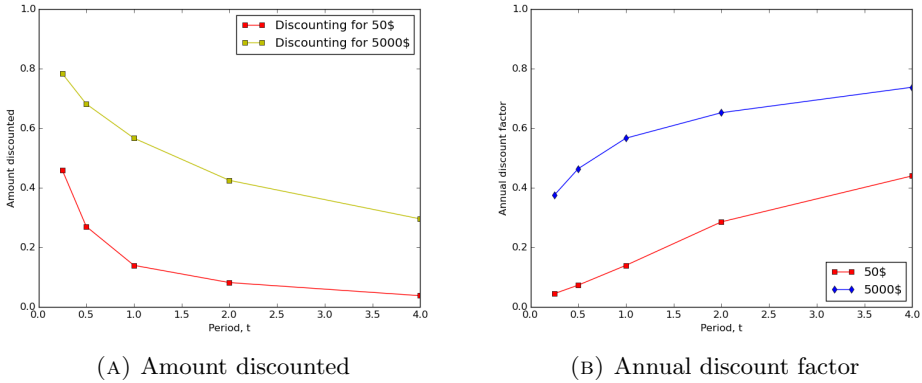 1.0
0.8
0.6
0.4
0.2
0.0
Amount discounted
Discounting for 50$
Discounting for 5000$
0.0 0.5 1.0 1.5 2.0 2.5 3.0 3.5 4.0
Period, t
(A) Amount discounted
1.0
0.8
0.6
0.4
0.2
0.0
Annual discount factor
50$
5000$
0.0 0.5 1.0 1.5 2.0 2.5 3.0 3.5 4.0
Period, t
(B) Annual discount factor